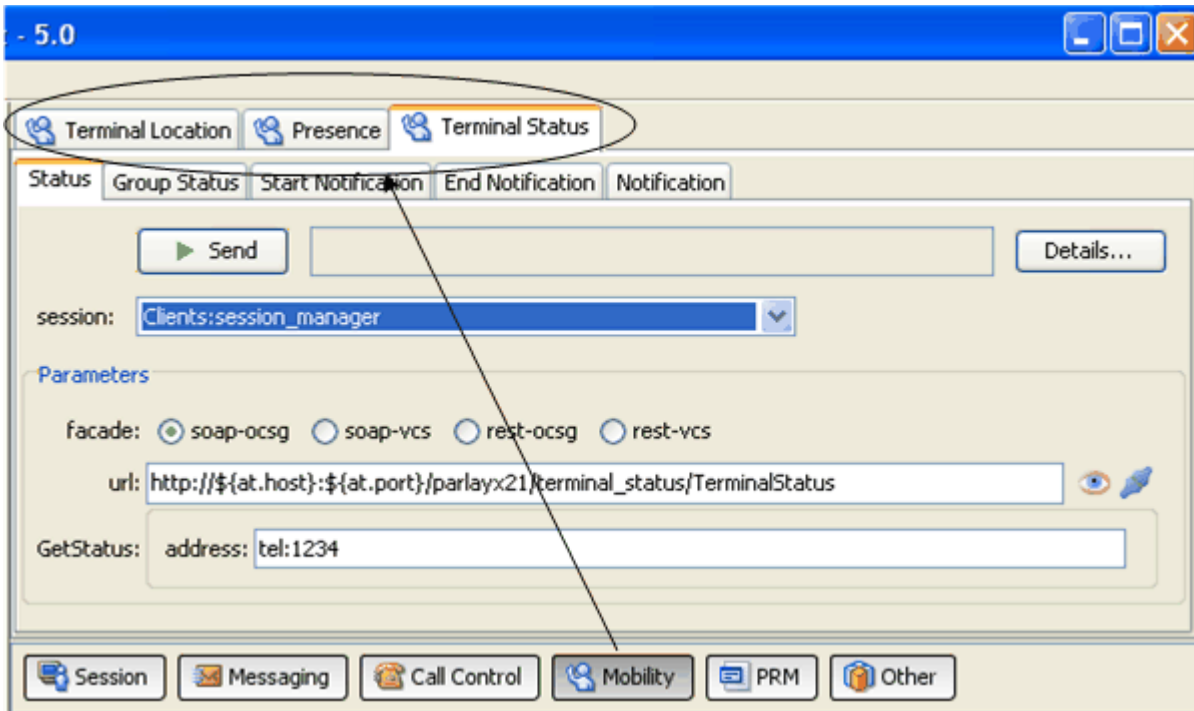 - 5.0
Terminal Location Presence Terminal Status
Status Group Status Start Notification End Notification Notification
Send Details...
session: Clients:session_manager
Parameters
facade: soap-ocsg soap-vcs rest-ocsg rest-vcs
url: http://${at.host}:${at.port}/parlayx21/terminal_status/TerminalStatus
GetStatus: address: tel:1234
Session Messaging Call Control Mobility PRM Other